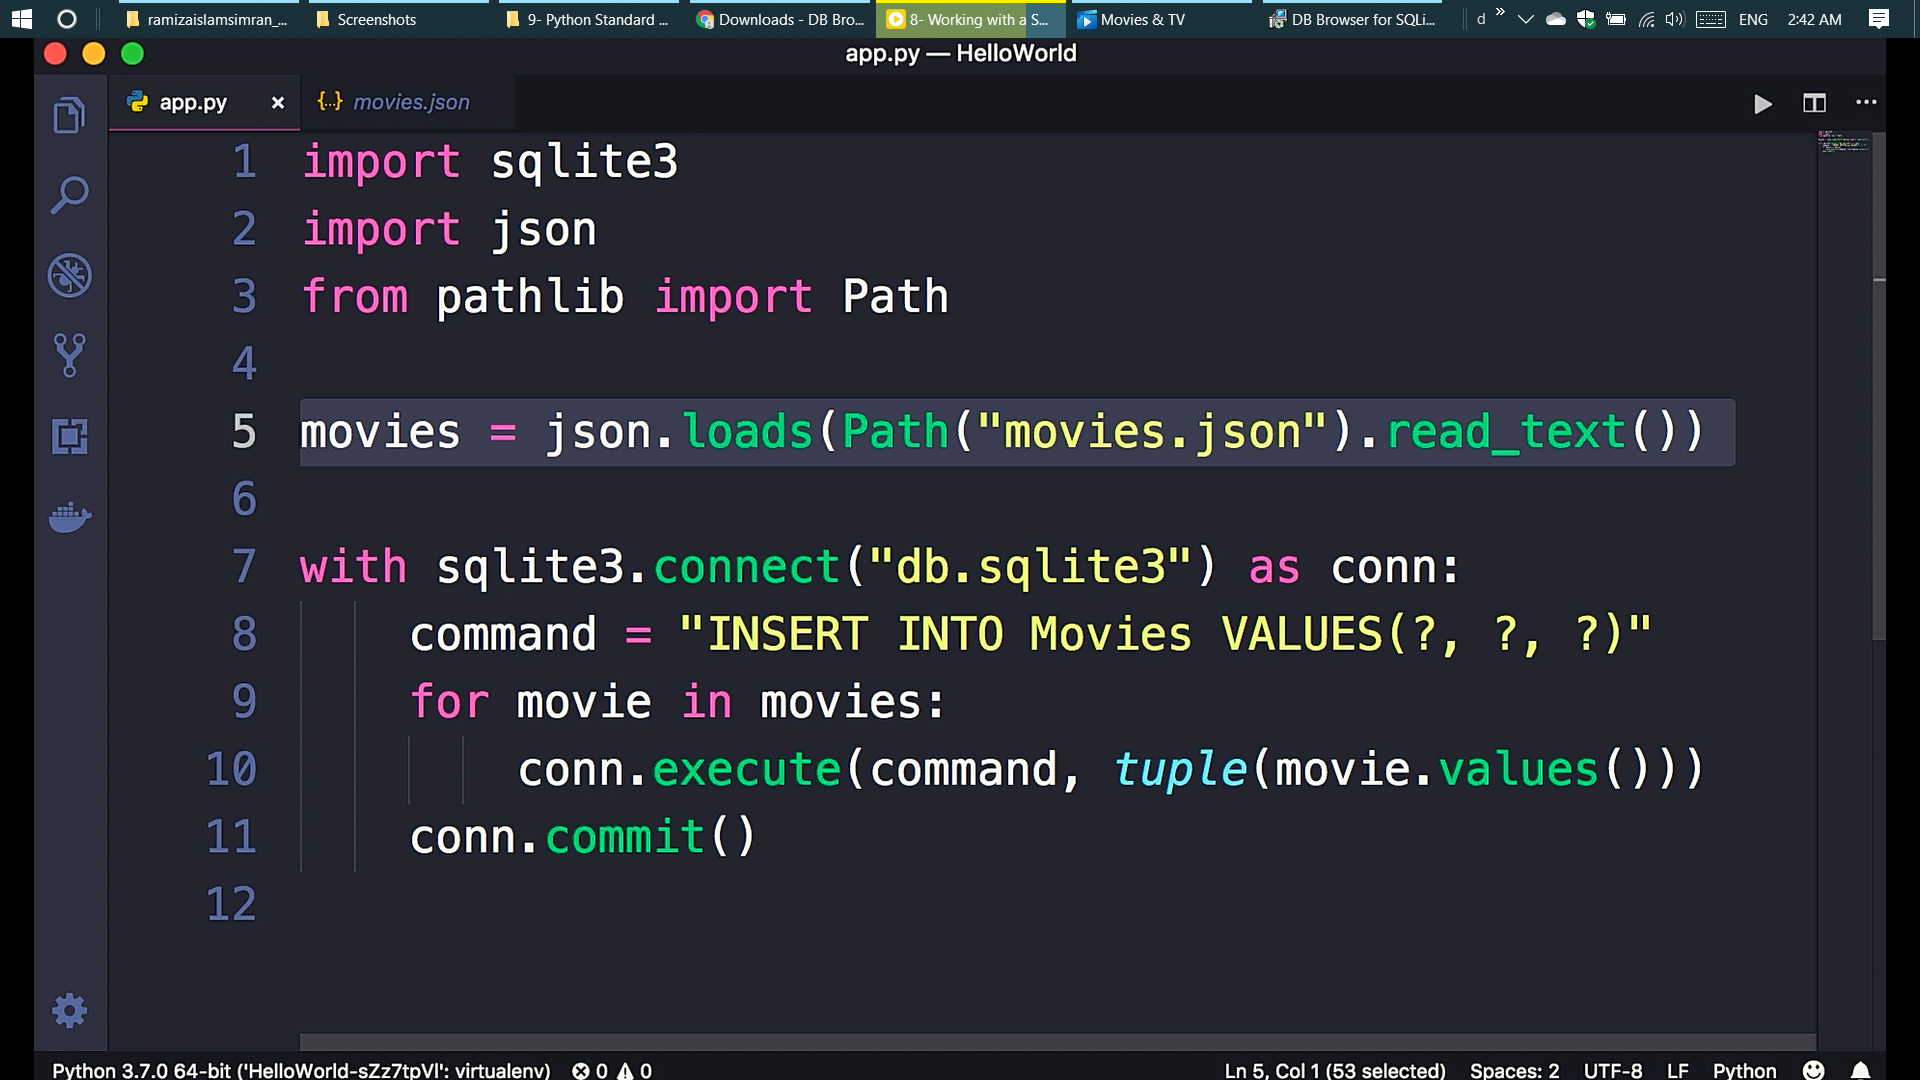 ramizaislamsimran_...
Screenshots
9- Python Standard ...
Downloads - DB Bro...
8- Working with a S...
Movies & TV
DB Browser for SQLi...
d
»
ENG
2:42 AM
app.py — HelloWorld
app.py ×
{..} movies.json
1 import sqlite3
2 import json
3 from pathlib import Path
4
5 movies = json.loads(Path("movies.json").read_text())
6
7 with sqlite3.connect("db.sqlite3") as conn:
8 command = "INSERT INTO Movies VALUES(?, ?, ?)"
9 for movie in movies:
10 conn.execute(command, tuple(movie.values()))
11 conn.commit()
12
Python 3.7.0 64-bit ('HelloWorld-sZz7tpVl': virtualenv) 0 0 Ln 5, Col 1 (53 selected) Spaces: 2 UTF-8 LF Python